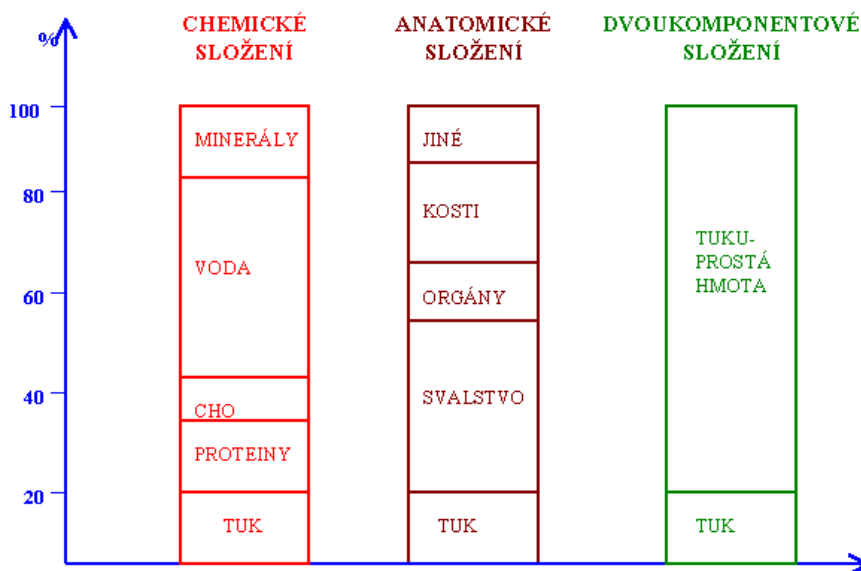 %
CHEMICKÉ
SLOŽENÍ
ANATOMICKÉ
SLOŽENÍ
DVOUKOMPONENTOVÉ
SLOŽENÍ
100
80
60
40
20
MINERÁLY
VODA
CHO
PROTEINY
TUK
JINÉ
KOSTI
ORGÁNY
SVALSTVO
TUK
TUKU-
PROSTÁ
HMOTA
TUK